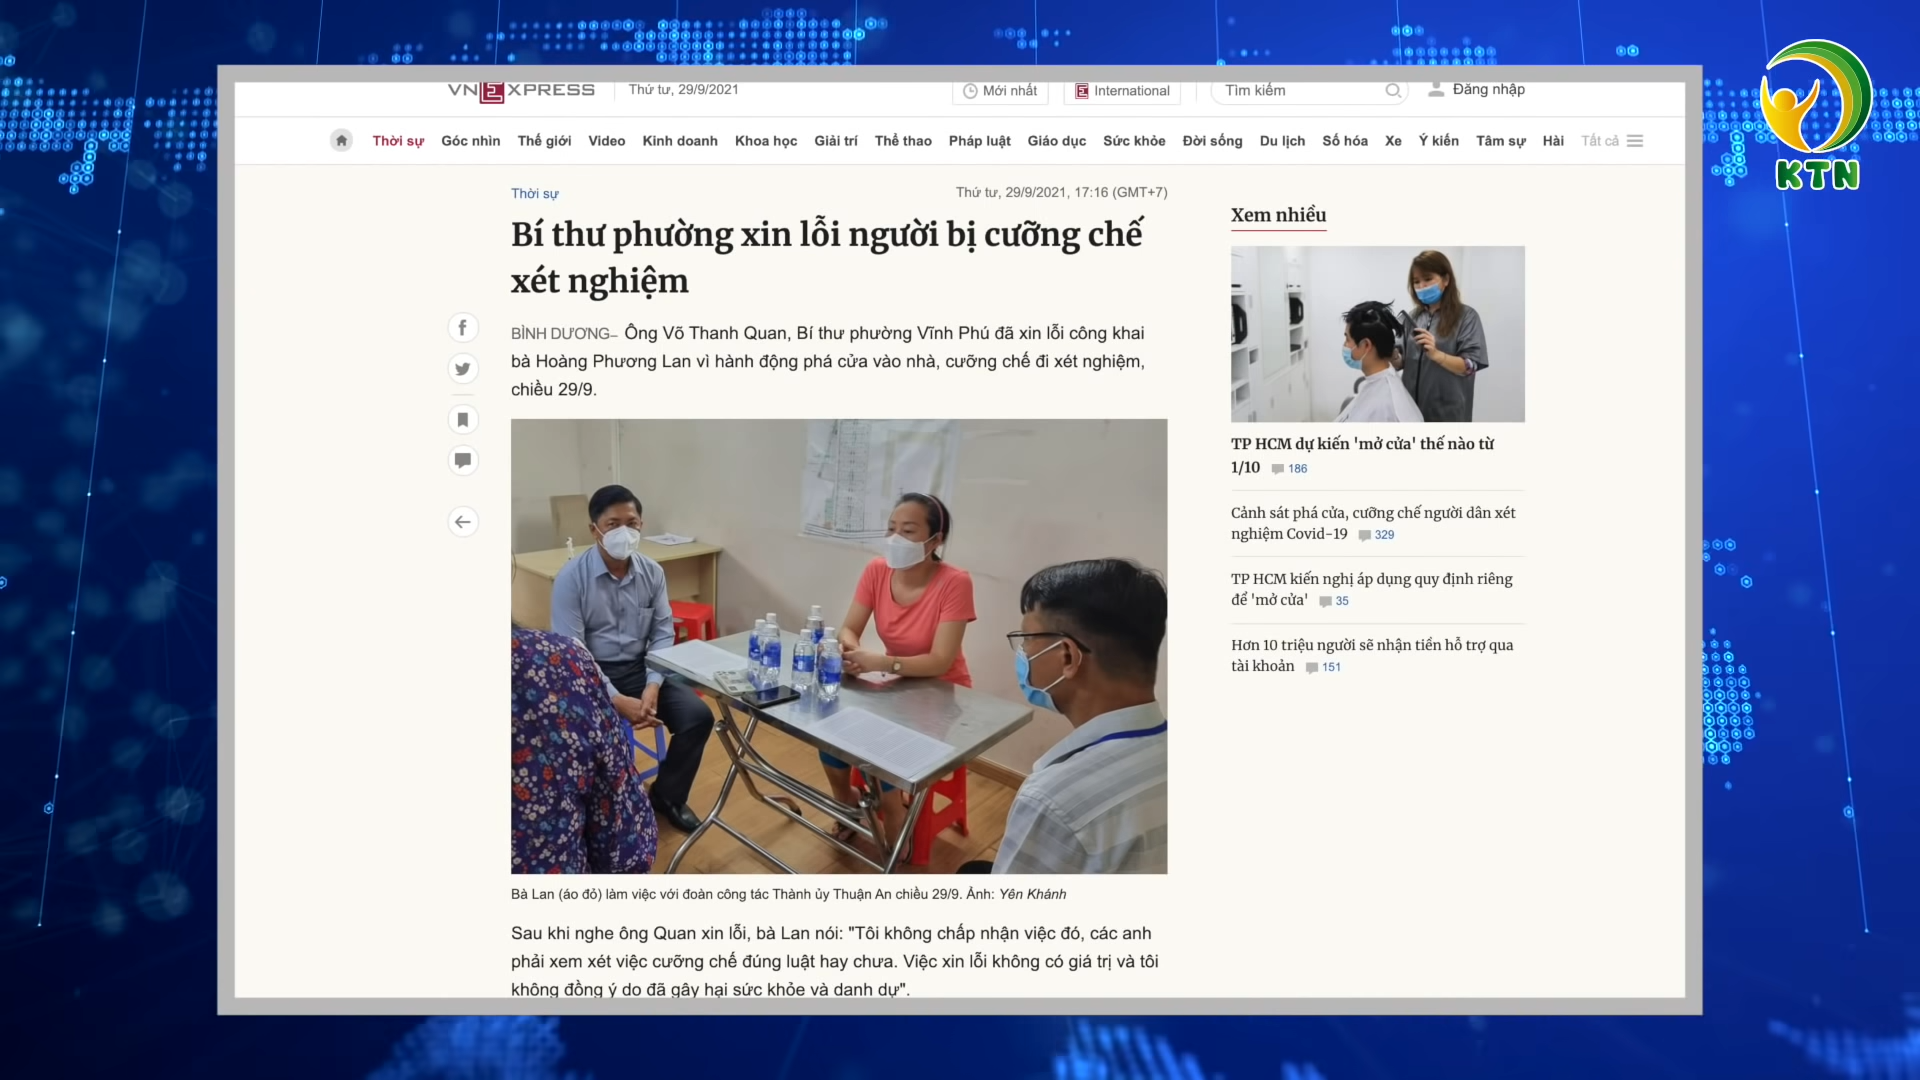 VNEXPRESS
Thứ tư, 29/9/2021
Mới nhất
International
Tìm kiếm
Đăng nhập
KTN
Thời sự Góc nhìn Thế giới Video Kinh doanh Khoa học Giải trí Thể thao Pháp luật Giáo dục Sức khỏe Đời sống Du lịch Số hóa Xe Ý kiến Tâm sự Hài Tất cả
Thời sự
Thứ tư, 29/9/2021, 17:16 (GMT+7)
Bí thư phường xin lỗi người bị cưỡng chế
xét nghiệm
BÌNH DƯƠNG– Ông Võ Thanh Quan, Bí thư phường Vĩnh Phú đã xin lỗi công khai
bà Hoàng Phương Lan vì hành động phá cửa vào nhà, cưỡng chế đi xét nghiệm,
chiều 29/9.
Bà Lan (áo đỏ) làm việc với đoàn công tác Thành ủy Thuận An chiều 29/9. Ảnh: Yên Khánh
Sau khi nghe ông Quan xin lỗi, bà Lan nói: "Tôi không chấp nhận việc đó, các anh
phải xem xét việc cưỡng chế đúng luật hay chưa. Việc xin lỗi không có giá trị và tôi
không đồng ý do đã gây hại sức khỏe và danh dự".
Xem nhiều
TP HCM dự kiến 'mở cửa' thế nào từ
1/10 186
Cảnh sát phá cửa, cưỡng chế người dân xét
nghiệm Covid-19 329
TP HCM kiến nghị áp dụng quy định riêng
để 'mở cửa' 35
Hơn 10 triệu người sẽ nhận tiền hỗ trợ qua
tài khoản 151